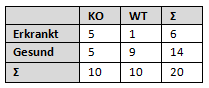 KO WT Σ
Erkrankt 5 1 6
Gesund 5 9 14
Σ 10 10 20